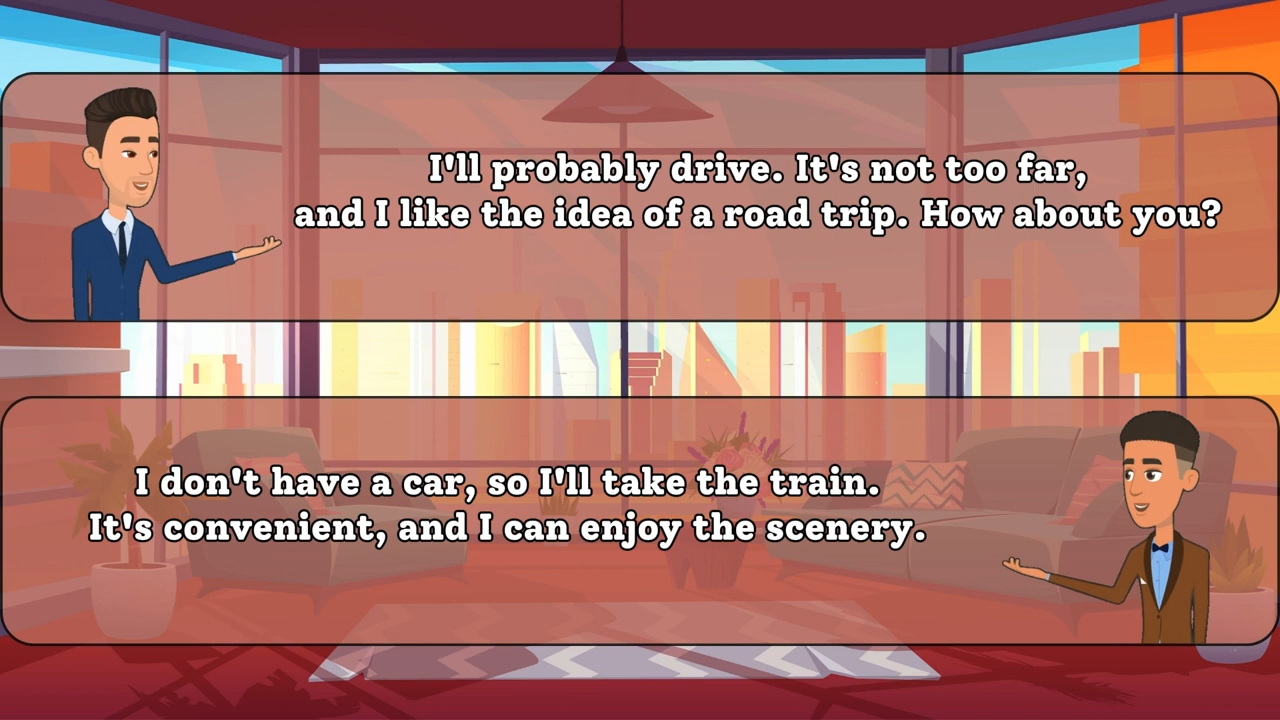 I'll probably drive. It's not too far,
and I like the idea of a road trip. How about you?
I don't have a car, so I'll take the train.
It's convenient, and I can enjoy the scenery.